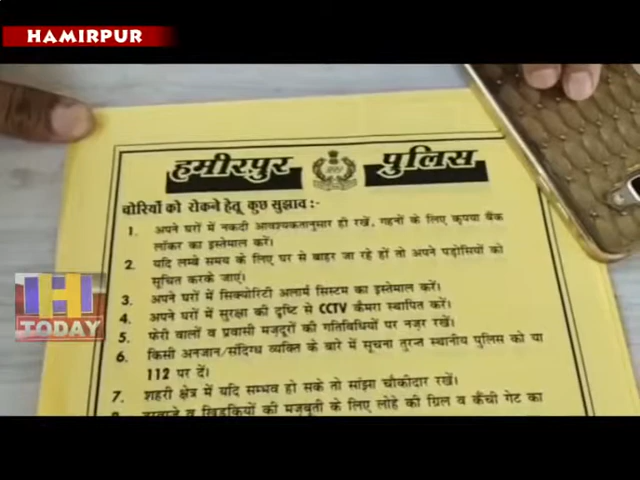 HAMIRPUR
हमीरपुर पुलिस
चोरियों को रोकने हेतू कुछ सुझाव :-
1. अपने घरों में नकदी आवश्यकतानुसार ही रखें, गहनों के लिए कृपया बैंक
लॉकर का इस्तेमाल करें।
2. यदि लम्बे समय के लिए घर से बाहर जा रहे हों तो अपने पड़ोसियों को
सूचित करके जाएं।
3. अपने घरों में सिक्योरिटी अलार्म सिस्टम का इस्तेमाल करें।
4. अपने घरों में सुरक्षा की दृष्टि से CCTV कैमरा स्थापित करें।
5. फेरी वालों व प्रवासी मजदूरों की गतिविधियों पर नज़र रखें।
6. किसी अनजान/संदिग्ध व्यक्ति के बारे में सूचना तुरन्त स्थानीय पुलिस को या
112 पर दें।
7. शहरी क्षेत्र में यदि सम्भव हो सके तो सांझा चौकीदार रखें।
व खिड़कियों की मजबूती के लिए लोहे की ग्रिल व कैंची गेट का
H
TODAY